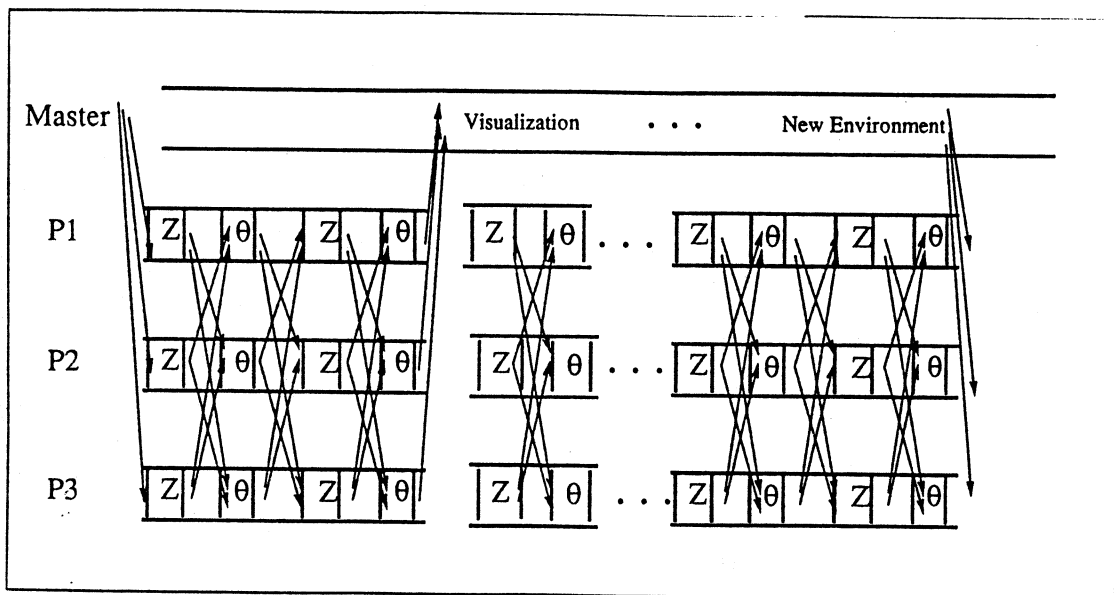 Master Visualization . . . New Environment
P1 Z θ Z θ Z θ . . . Z θ Z θ
P2 Z θ Z θ Z θ . . . Z θ Z θ
P3 Z θ Z θ Z θ . . . Z θ Z θ